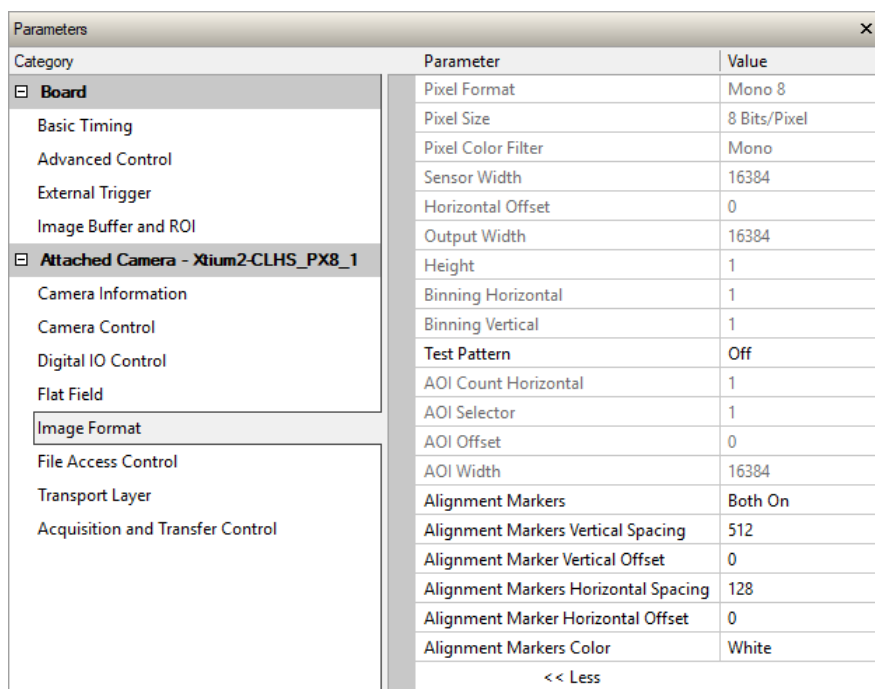 Parameters
Category
Board
Basic Timing
Advanced Control
External Trigger
Image Buffer and ROI
Attached Camera - Xtium2-CLHS_PX8_1
Camera Information
Camera Control
Digital IO Control
Flat Field
Image Format
File Access Control
Transport Layer
Acquisition and Transfer Control
Parameter Value
Pixel Format Mono 8
Pixel Size 8 Bits/Pixel
Pixel Color Filter Mono
Sensor Width 16384
Horizontal Offset 0
Output Width 16384
Height 1
Binning Horizontal 1
Binning Vertical 1
Test Pattern Off
AOI Count Horizontal 1
AOI Selector 1
AOI Offset 0
AOI Width 16384
Alignment Markers Both On
Alignment Markers Vertical Spacing 512
Alignment Marker Vertical Offset 0
Alignment Markers Horizontal Spacing 128
Alignment Marker Horizontal Offset 0
Alignment Markers Color White
<< Less